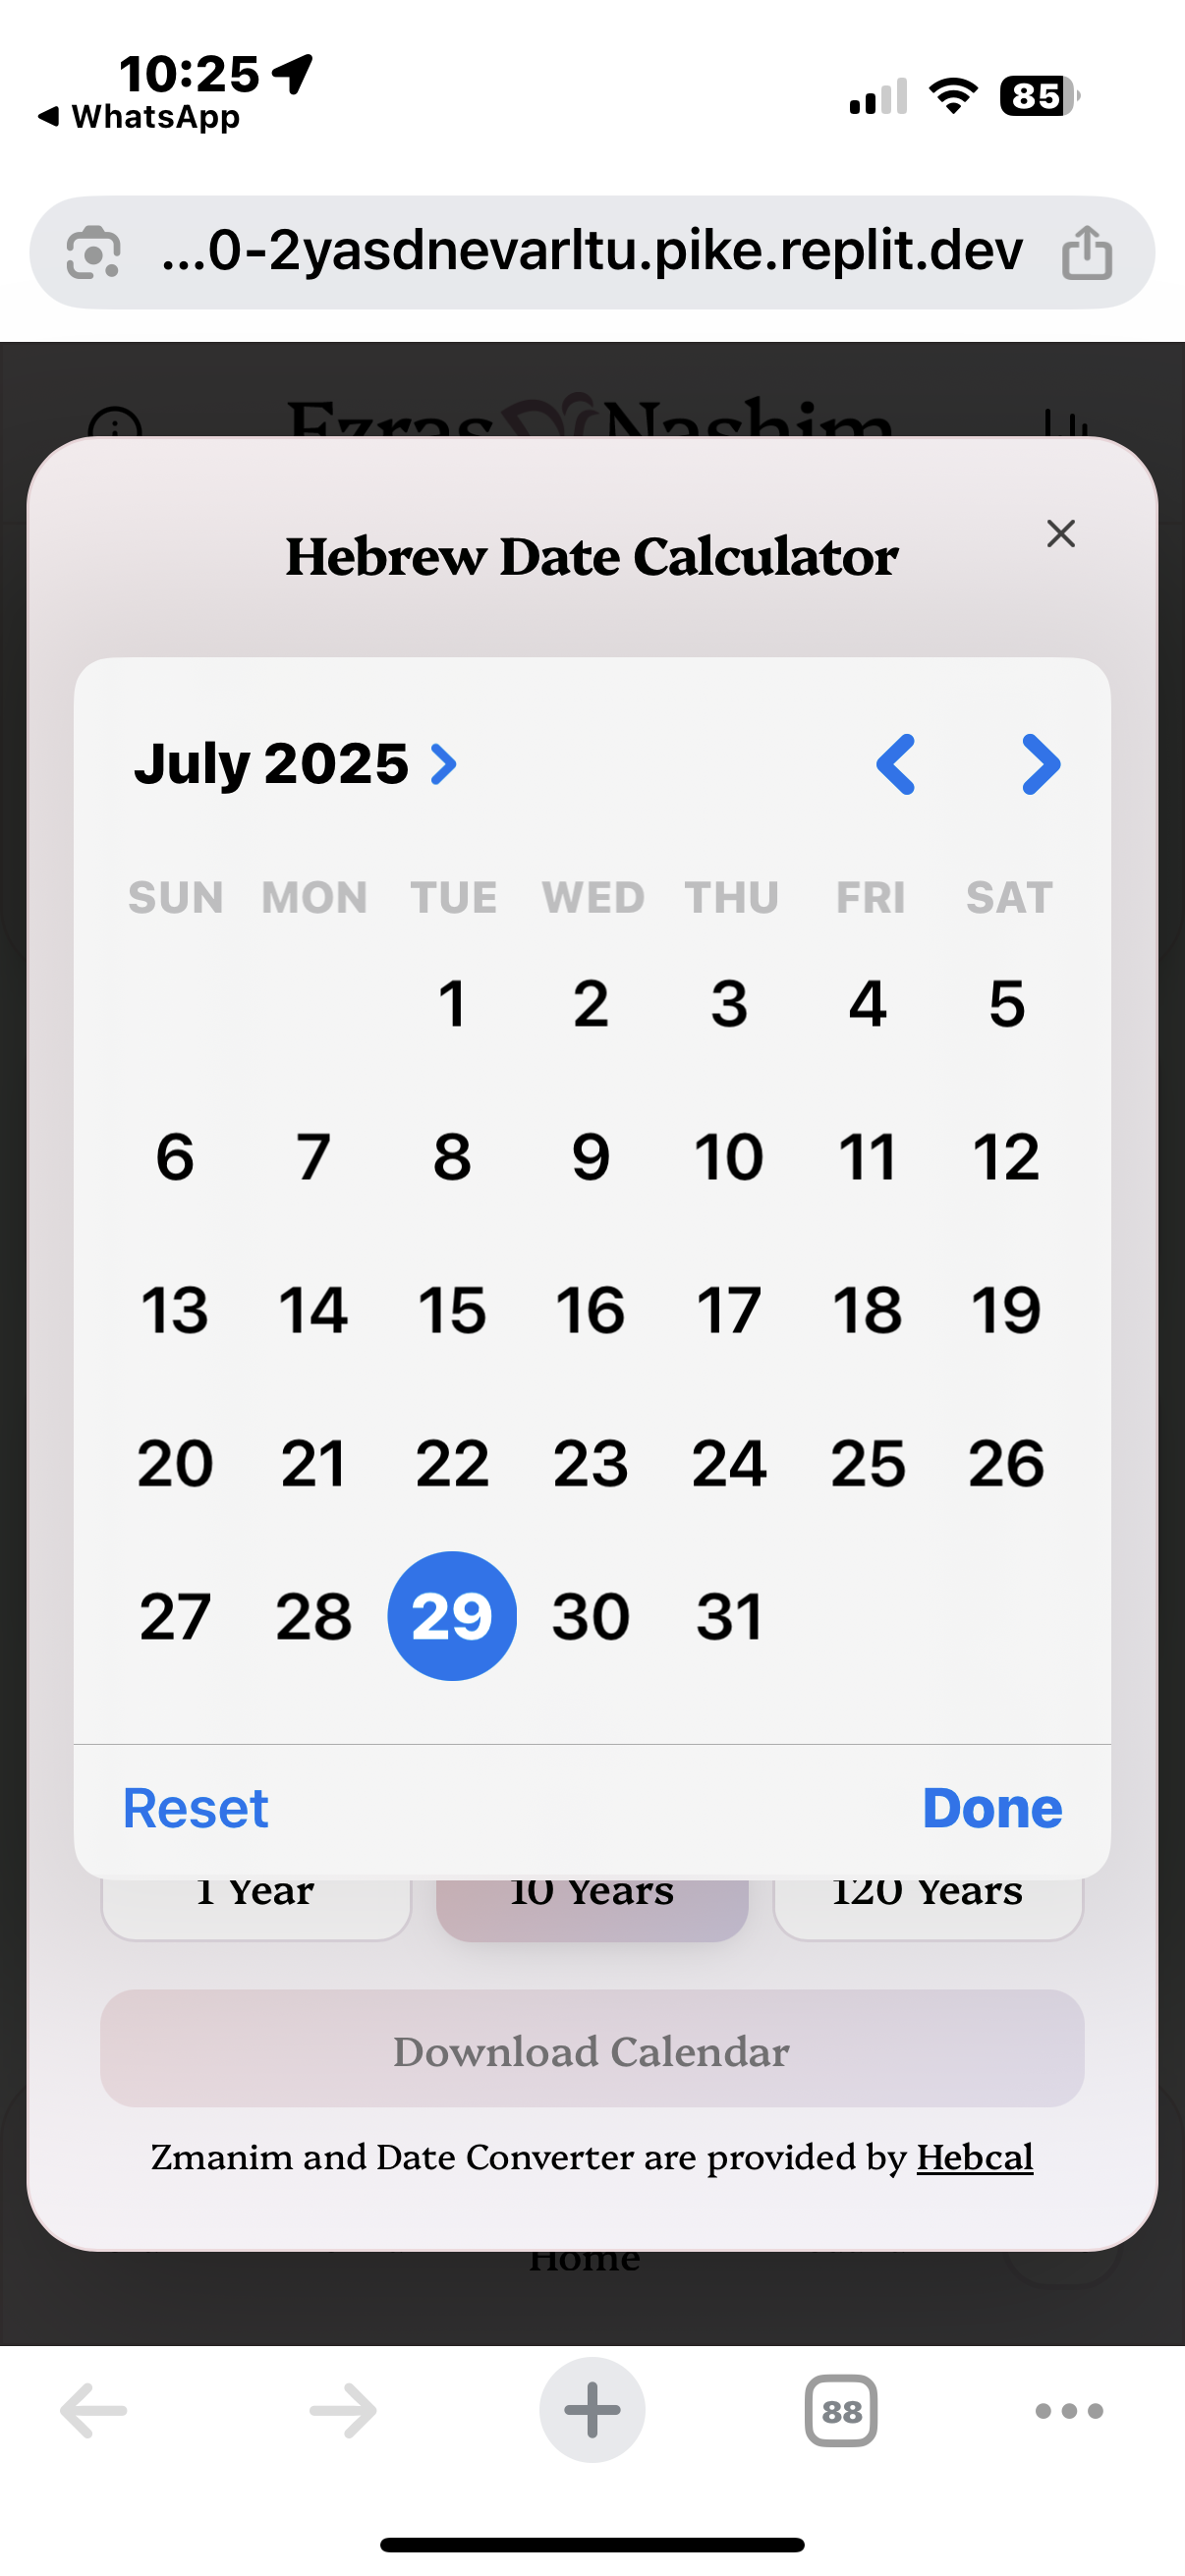 10:25
WhatsApp
85
...0-2yasdnevarltu.pike.replit.dev
Ezras Nashim
Hebrew Date Calculator
July 2025
SUN MON TUE WED THU FRI SAT
1 2 3 4 5
6 7 8 9 10 11 12
13 14 15 16 17 18 19
20 21 22 23 24 25 26
27 28 29 30 31
Reset Done
1 Year 10 Years 120 Years
Download Calendar
Zmanim and Date Converter are provided by Hebcal
Home
88